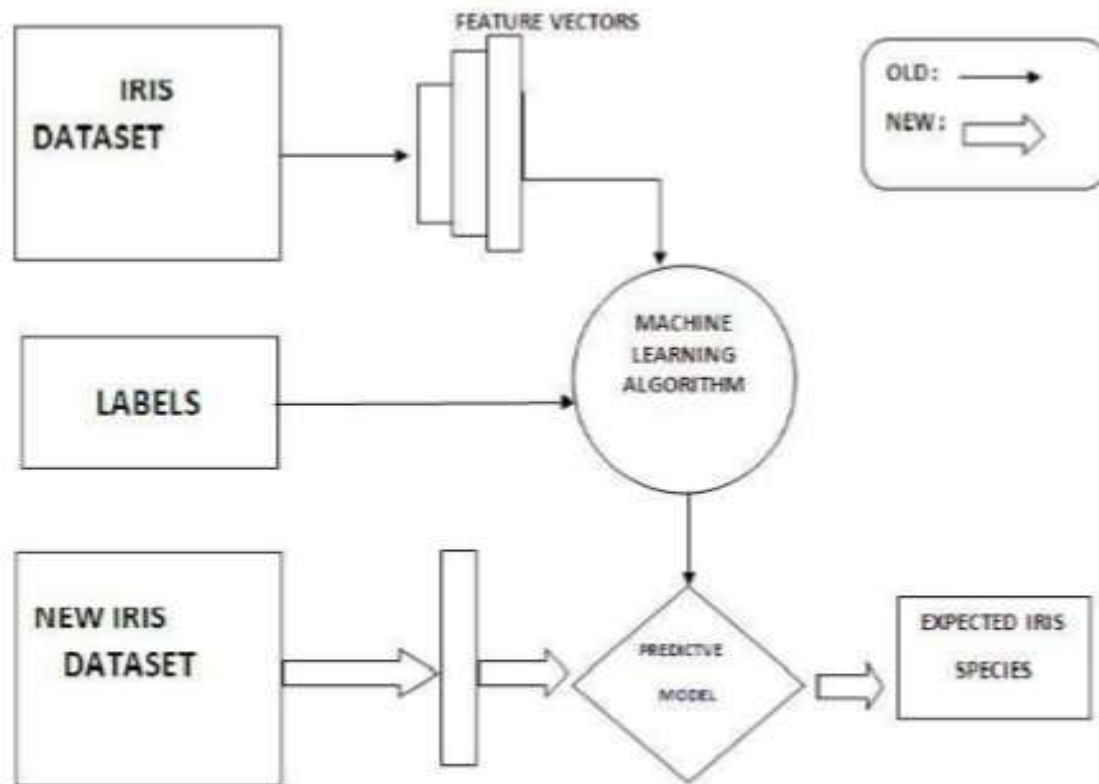 FEATURE VECTORS
IRIS
DATASET
OLD:
NEW:
MACHINE
LEARNING
ALGORITHM
LABELS
NEW IRIS
DATASET
PREDICTVE
MODEL
EXPECTED IRIS
SPECIES